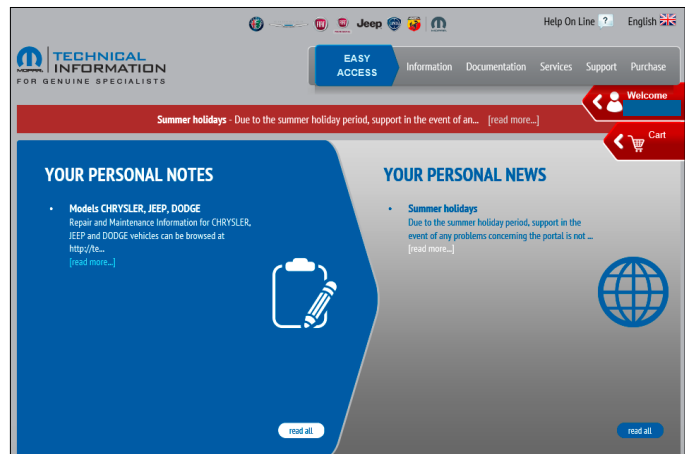 Jeep
Help On Line ?
English
MOPAR
TECHNICAL
INFORMATION
FOR GENUINE SPECIALISTS
EASY
ACCESS
Information Documentation Services Support Purchase
Welcome
Summer holidays - Due to the summer holiday period, support in the event of an... [read more...]
Cart
YOUR PERSONAL NOTES
• Models CHRYSLER, JEEP, DODGE
Repair and Maintenance Information for CHRYSLER,
JEEP and DODGE vehicles can be browsed at
http://te...
[read more...]
read all
YOUR PERSONAL NEWS
• Summer holidays
Due to the summer holiday period, support in the
event of any problems concerning the portal is not ...
[read more...]
read all